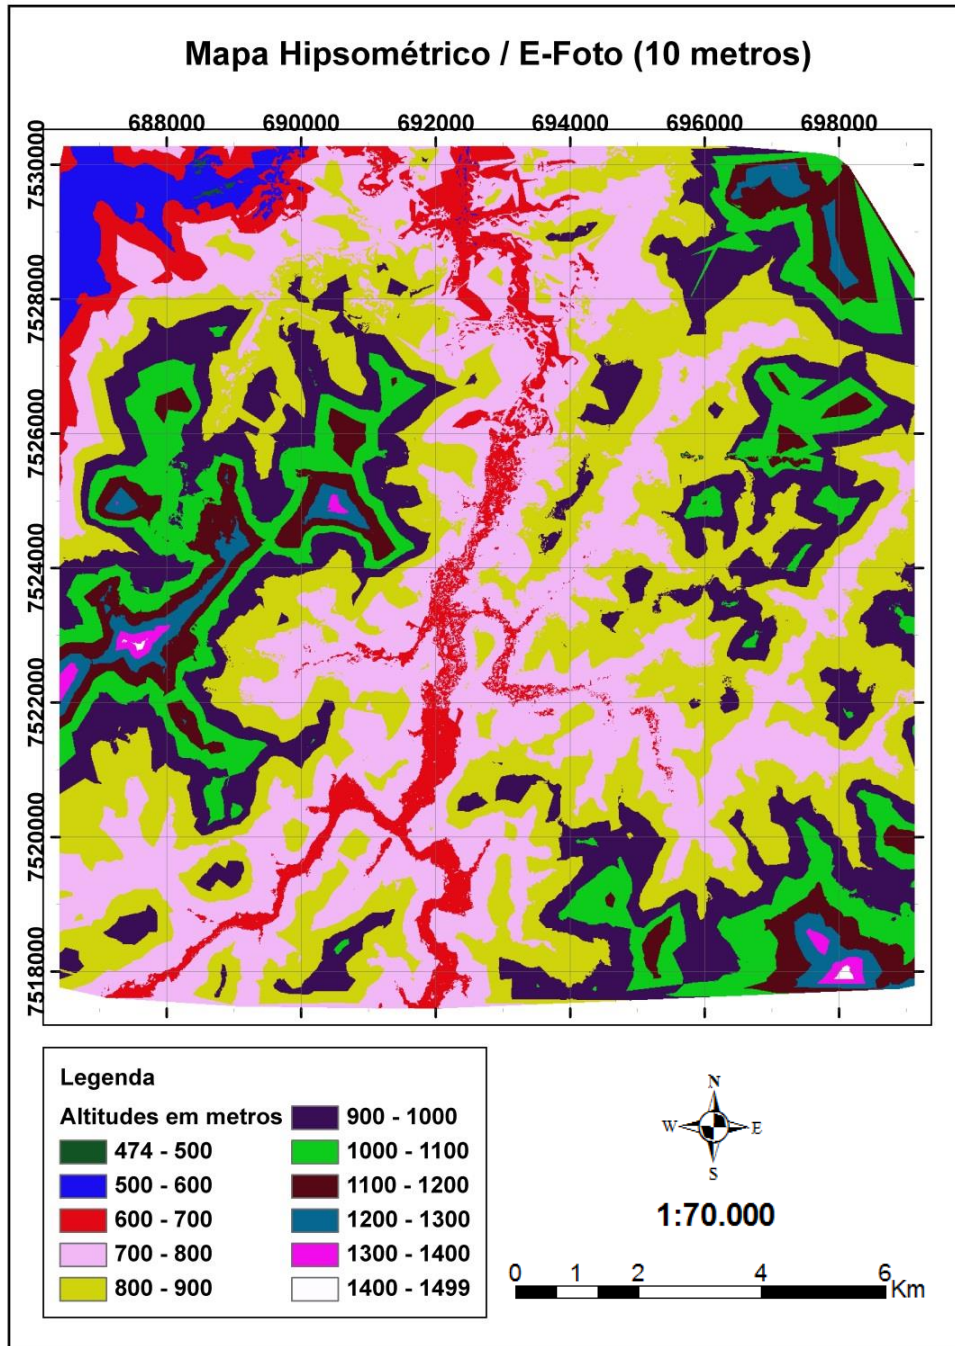 Mapa Hipsométrico / E-Foto (10 metros)
688000 690000 692000 694000 696000 698000
7530000
7528000
7526000
7524000
7522000
7520000
7518000
Legenda
Altitudes em metros
474 - 500
500 - 600
600 - 700
700 - 800
800 - 900
900 - 1000
1000 - 1100
1100 - 1200
1200 - 1300
1300 - 1400
1400 - 1499
N
W E
S
1:70.000
0 1 2 4 6
Km